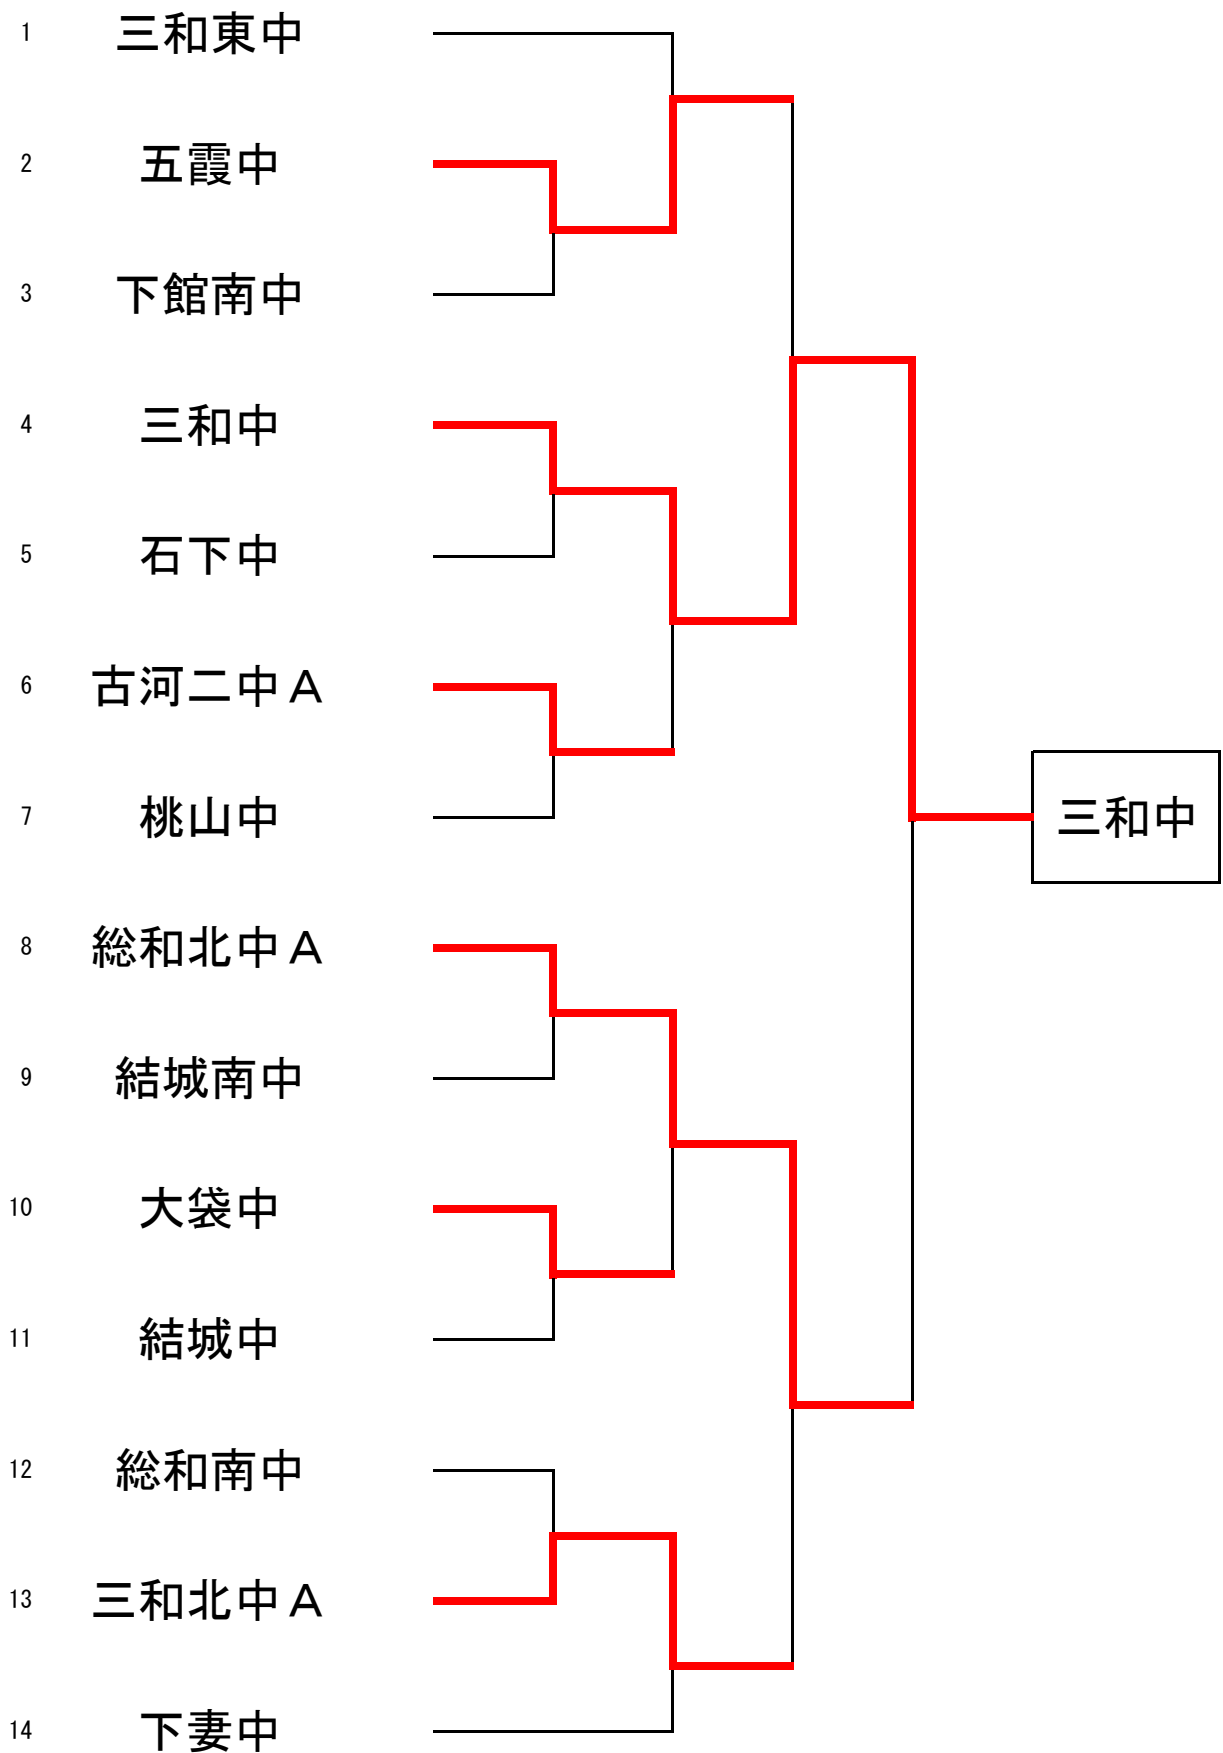 1 三和東中
2 五霞中
3 下館南中
4 三和中
5 石下中
6 古河二中Ａ
7 桃山中
三和中
8 総和北中Ａ
9 結城南中
10 大袋中
11 結城中
12 総和南中
13 三和北中Ａ
14 下妻中